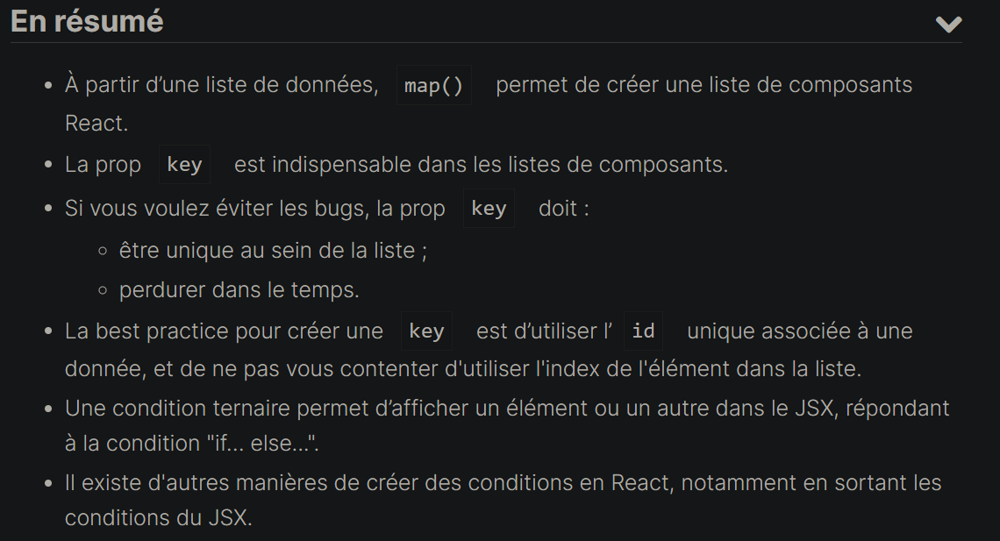 En résumé
À partir d’une liste de données, map() permet de créer une liste de composants
React.
La prop key est indispensable dans les listes de composants.
Si vous voulez éviter les bugs, la prop key doit :
être unique au sein de la liste ;
perdurer dans le temps.
La best practice pour créer une key est d’utiliser l’ id unique associée à une
donnée, et de ne pas vous contenter d'utiliser l'index de l'élément dans la liste.
Une condition ternaire permet d’afficher un élément ou un autre dans le JSX, répondant
à la condition "if... else...".
Il existe d'autres manières de créer des conditions en React, notamment en sortant les
conditions du JSX.